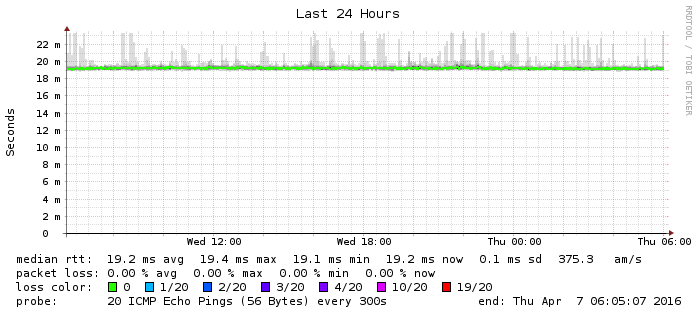 Last 24 Hours
RRDTOOL / TOBI OETIKER
Seconds
22 m
20 m
18 m
16 m
14 m
12 m
10 m
8 m
6 m
4 m
2 m
0
Wed 12:00 Wed 18:00 Thu 00:00 Thu 06:00
median rtt: 19.2 ms avg 19.4 ms max 19.1 ms min 19.2 ms now 0.1 ms sd 375.3 am/s
packet loss: 0.00 % avg 0.00 % max 0.00 % min 0.00 % now
loss color: 0 1/20 2/20 3/20 4/20 10/20 19/20
probe: 20 ICMP Echo Pings (56 Bytes) every 300s end: Thu Apr 7 06:05:07 2016